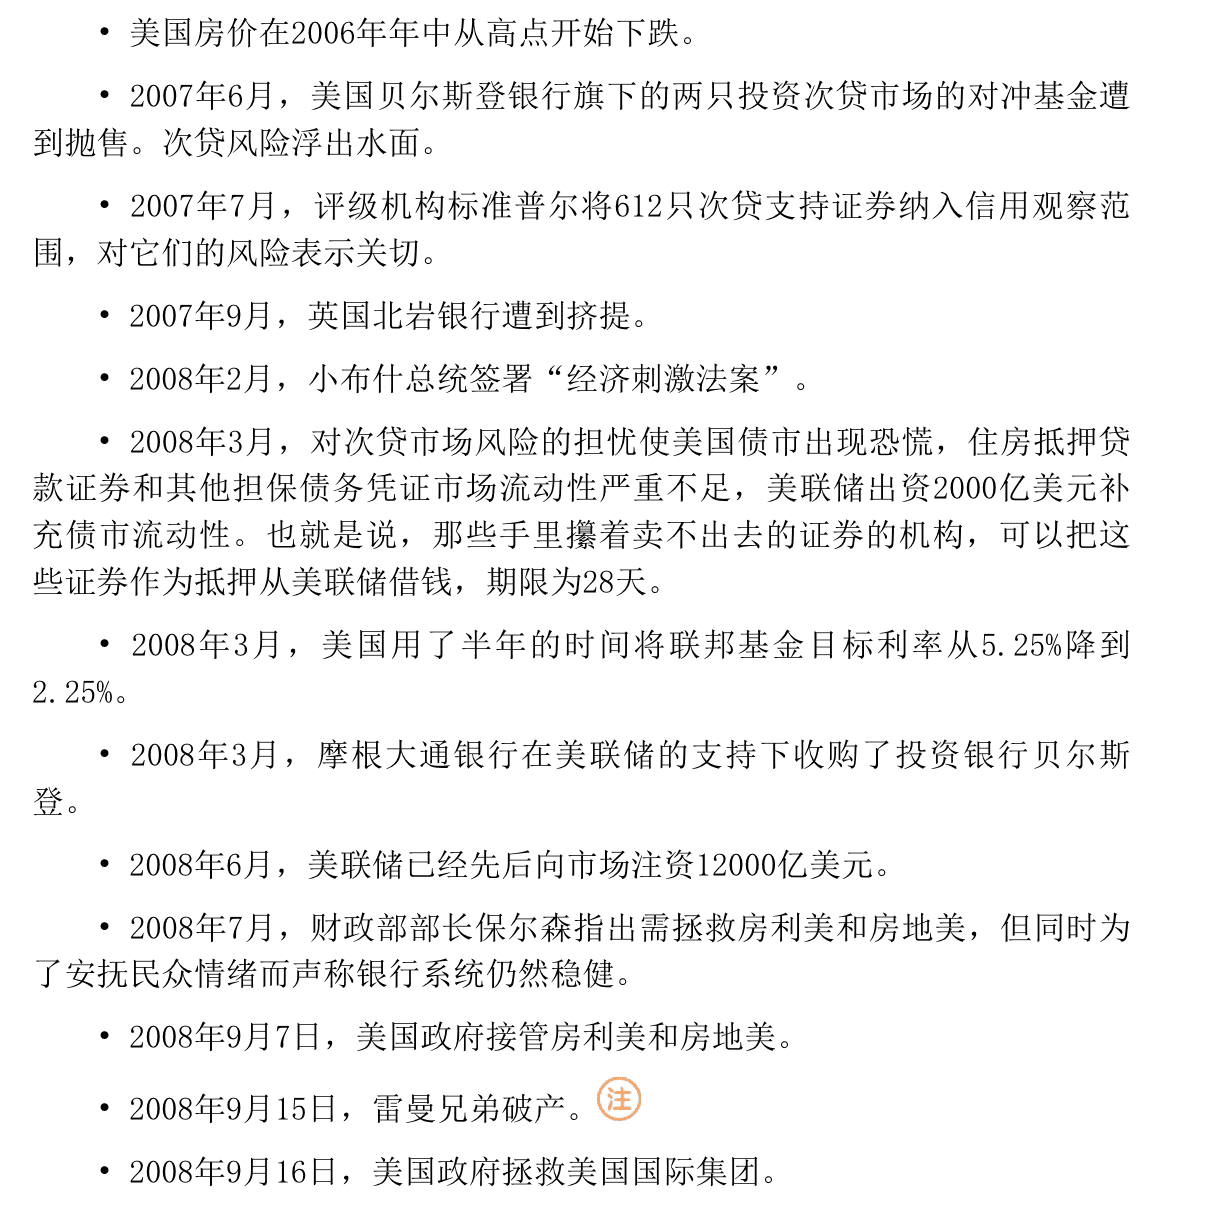 • 美国房价在2006年年中从高点开始下跌。
• 2007年6月，美国贝尔斯登银行旗下的两只投资次贷市场的对冲基金遭
到抛售。次贷风险浮出水面。
• 2007年7月，评级机构标准普尔将612只次贷支持证券纳入信用观察范
围，对它们的风险表示关切。
• 2007年9月，英国北岩银行遭到挤提。
• 2008年2月，小布什总统签署“经济刺激法案”。
• 2008年3月，对次贷市场风险的担忧使美国债市出现恐慌，住房抵押贷
款证券和其他担保债务凭证市场流动性严重不足，美联储出资2000亿美元补
充债市流动性。也就是说，那些手里攥着卖不出去的证券的机构，可以把这
些证券作为抵押从美联储借钱，期限为28天。
• 2008年3月，美国用了半年的时间将联邦基金目标利率从5.25%降到
2.25%。
• 2008年3月，摩根大通银行在美联储的支持下收购了投资银行贝尔斯
登。
• 2008年6月，美联储已经先后向市场注资12000亿美元。
• 2008年7月，财政部部长保尔森指出需拯救房利美和房地美，但同时为
了安抚民众情绪而声称银行系统仍然稳健。
• 2008年9月7日，美国政府接管房利美和房地美。
• 2008年9月15日，雷曼兄弟破产。注
• 2008年9月16日，美国政府拯救美国国际集团。